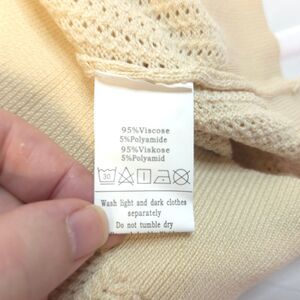 95%Viscose
5%Polyamide
95%Viskose
5%Polyamid
30
Wash light and dark clothes
separately
Do not tumble dry